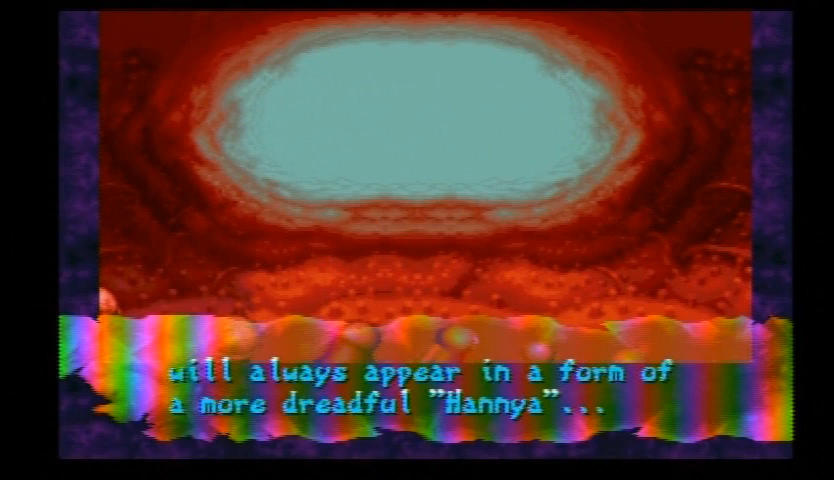 will always appear in a form of
a more dreadful "Hannya"...